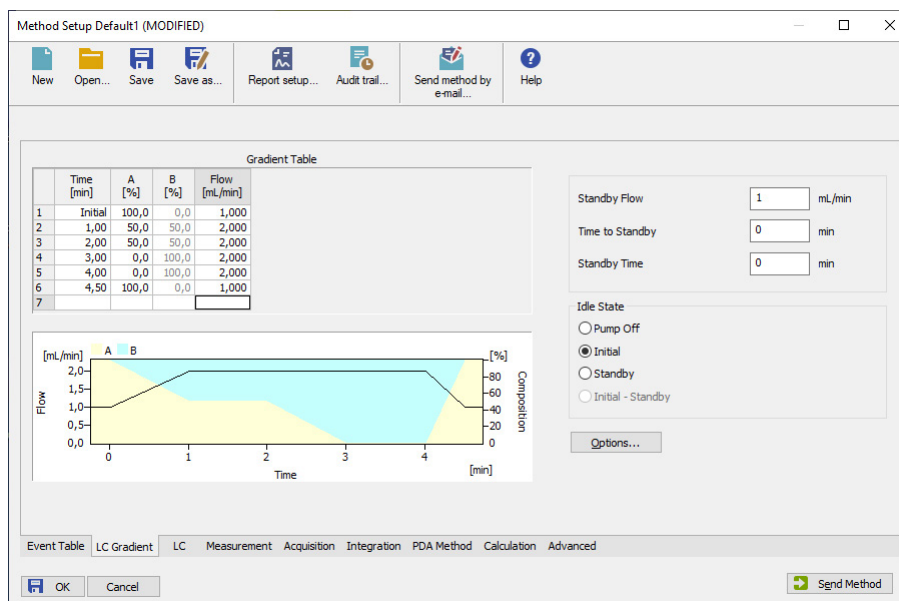 Method Setup Default1 (MODIFIED)
New Open... Save Save as... Report setup... Audit trail... Send method by e-mail... Help
Gradient Table
Time [min] A [%] B [%] Flow [mL/min]
1 Initial 100,0 0,0 1,000
2 1,00 50,0 50,0 2,000
3 2,00 50,0 50,0 2,000
4 3,00 0,0 100,0 2,000
5 4,00 0,0 100,0 2,000
6 4,50 100,0 0,0 1,000
7
Standby Flow 1 mL/min
Time to Standby 0 min
Standby Time 0 min
Idle State
Pump Off
Initial
Standby
Initial - Standby
Options...
[mL/min] A B [%]
2,0
1,5
1,0
0,5
0,0
Flow
80
60
40
20
0
Composition
0 1 2 3 4 [min]
Time
Event Table LC Gradient LC Measurement Acquisition Integration PDA Method Calculation Advanced
OK Cancel Send Method